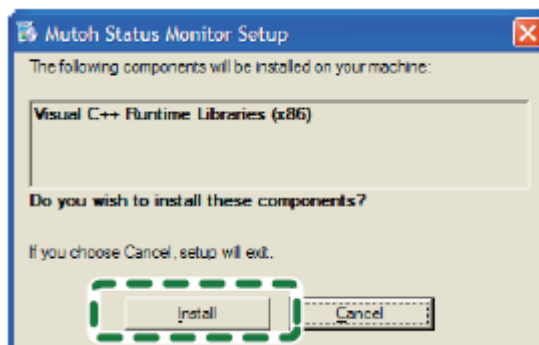 Mutoh Status Monitor Setup
The following components will be installed on your machine:
Visual C++ Runtime Libraries (x86)
Do you wish to install these components?
If you choose Cancel, setup will exit.
Install
Cancel